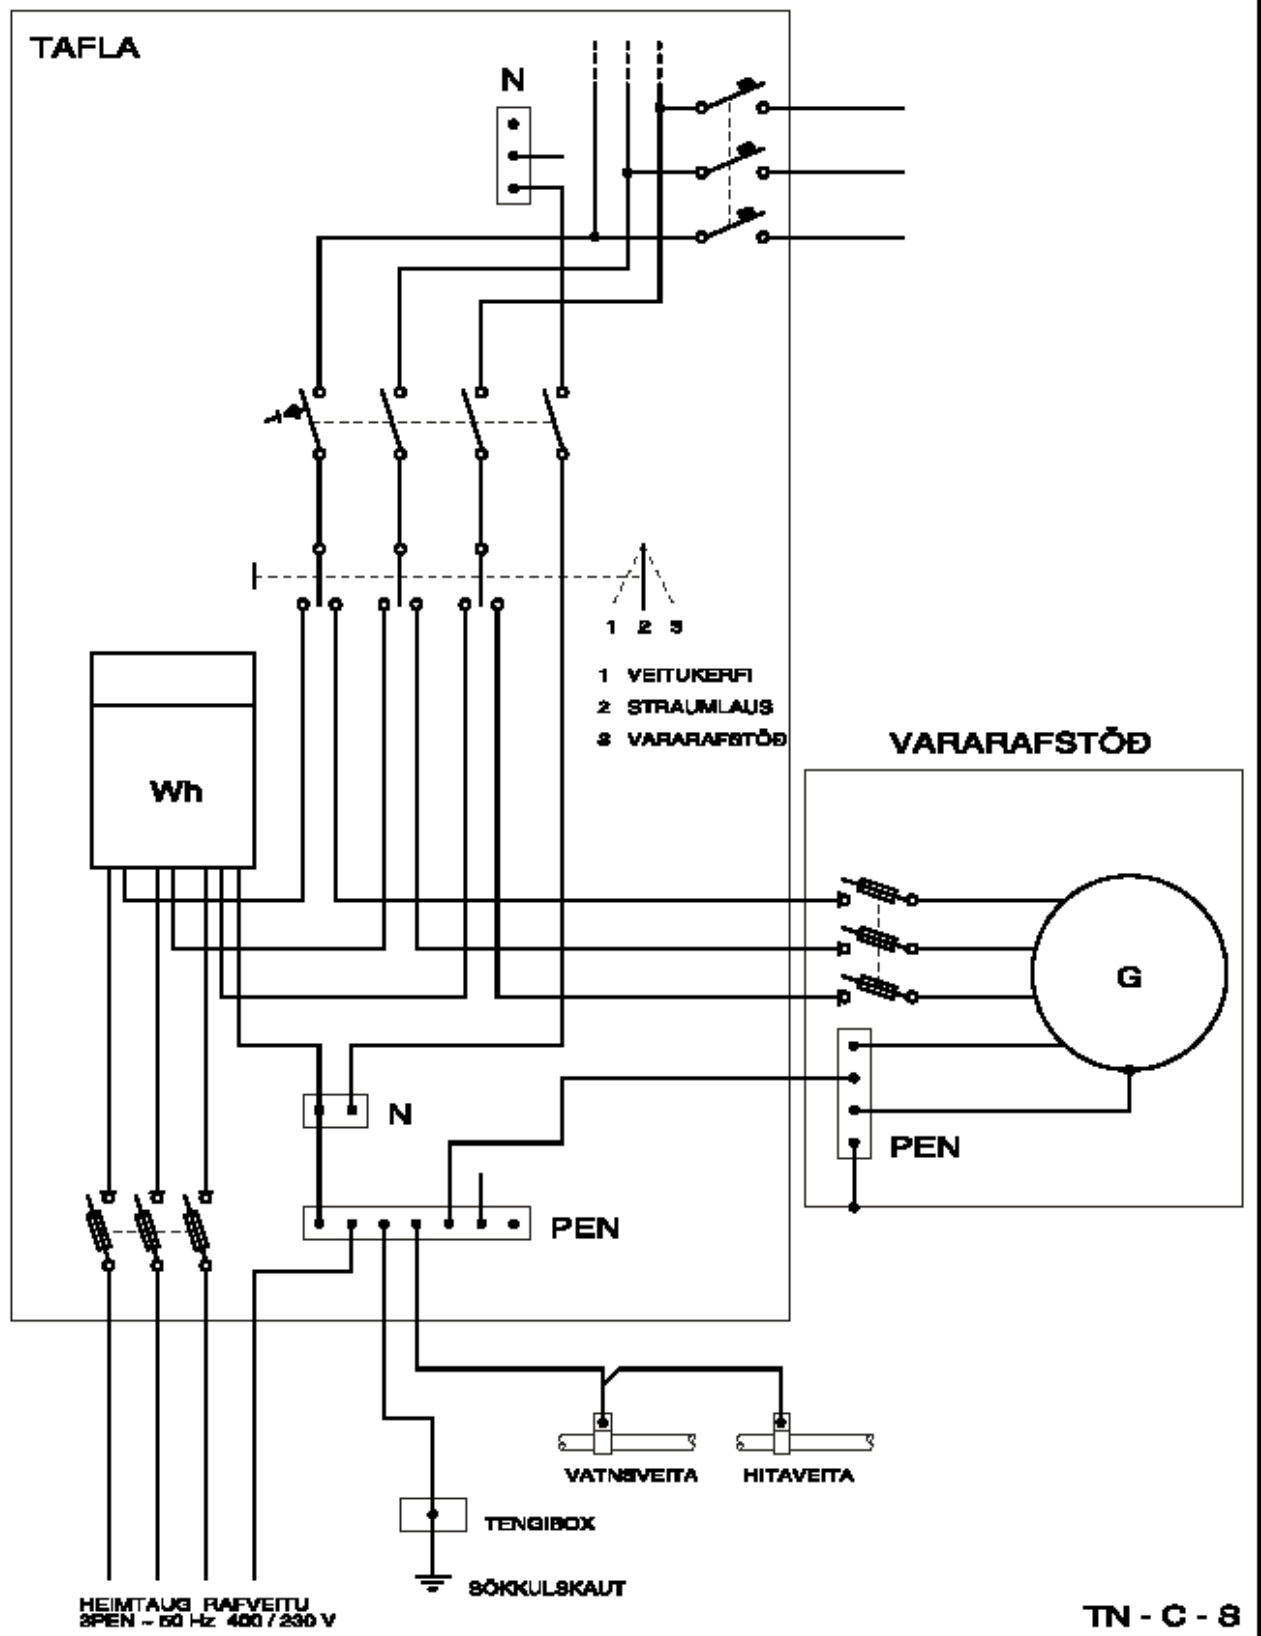 TAFLA
N
1 2 3
1 VEITUKERFI
2 STRAUMLAUS
3 VARARAFSTÖÐ
VARARAFSTÖÐ
Wh
G
N
PEN
PEN
VATNSVEITA
HITAVEITA
TENGIBOX
SÖKKULSKAUT
HEIMTAUG RAFVEITU
3PEN ~ 50 Hz 400 / 230 V
TN - C - S